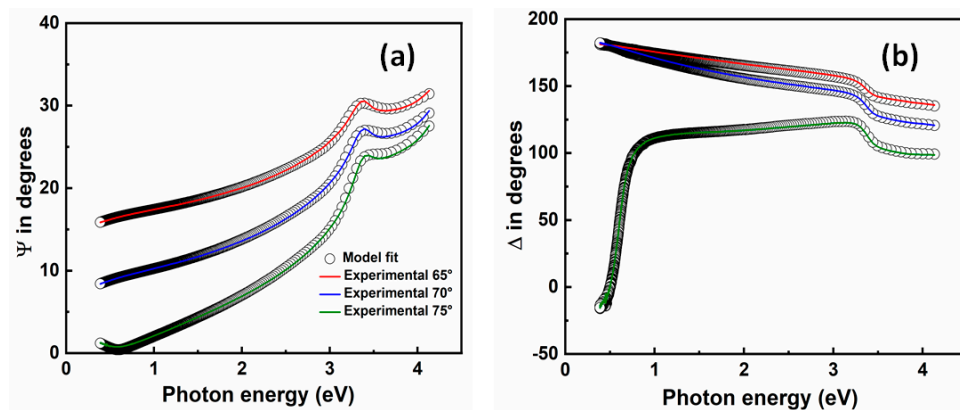 (a)
40
30
20
10
0
Ψ in degrees
0 1 2 3 4
Photon energy (eV)
Model fit
Experimental 65°
Experimental 70°
Experimental 75°
(b)
200
150
100
50
0
-50
Δ in degrees
0 1 2 3 4
Photon energy (eV)